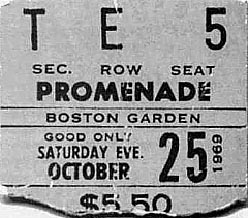 T E 5
SEC. ROW SEAT
PROMENADE
BOSTON GARDEN
GOOD ONLY
SATURDAY EVE.
OCTOBER 25 1969
$5.50